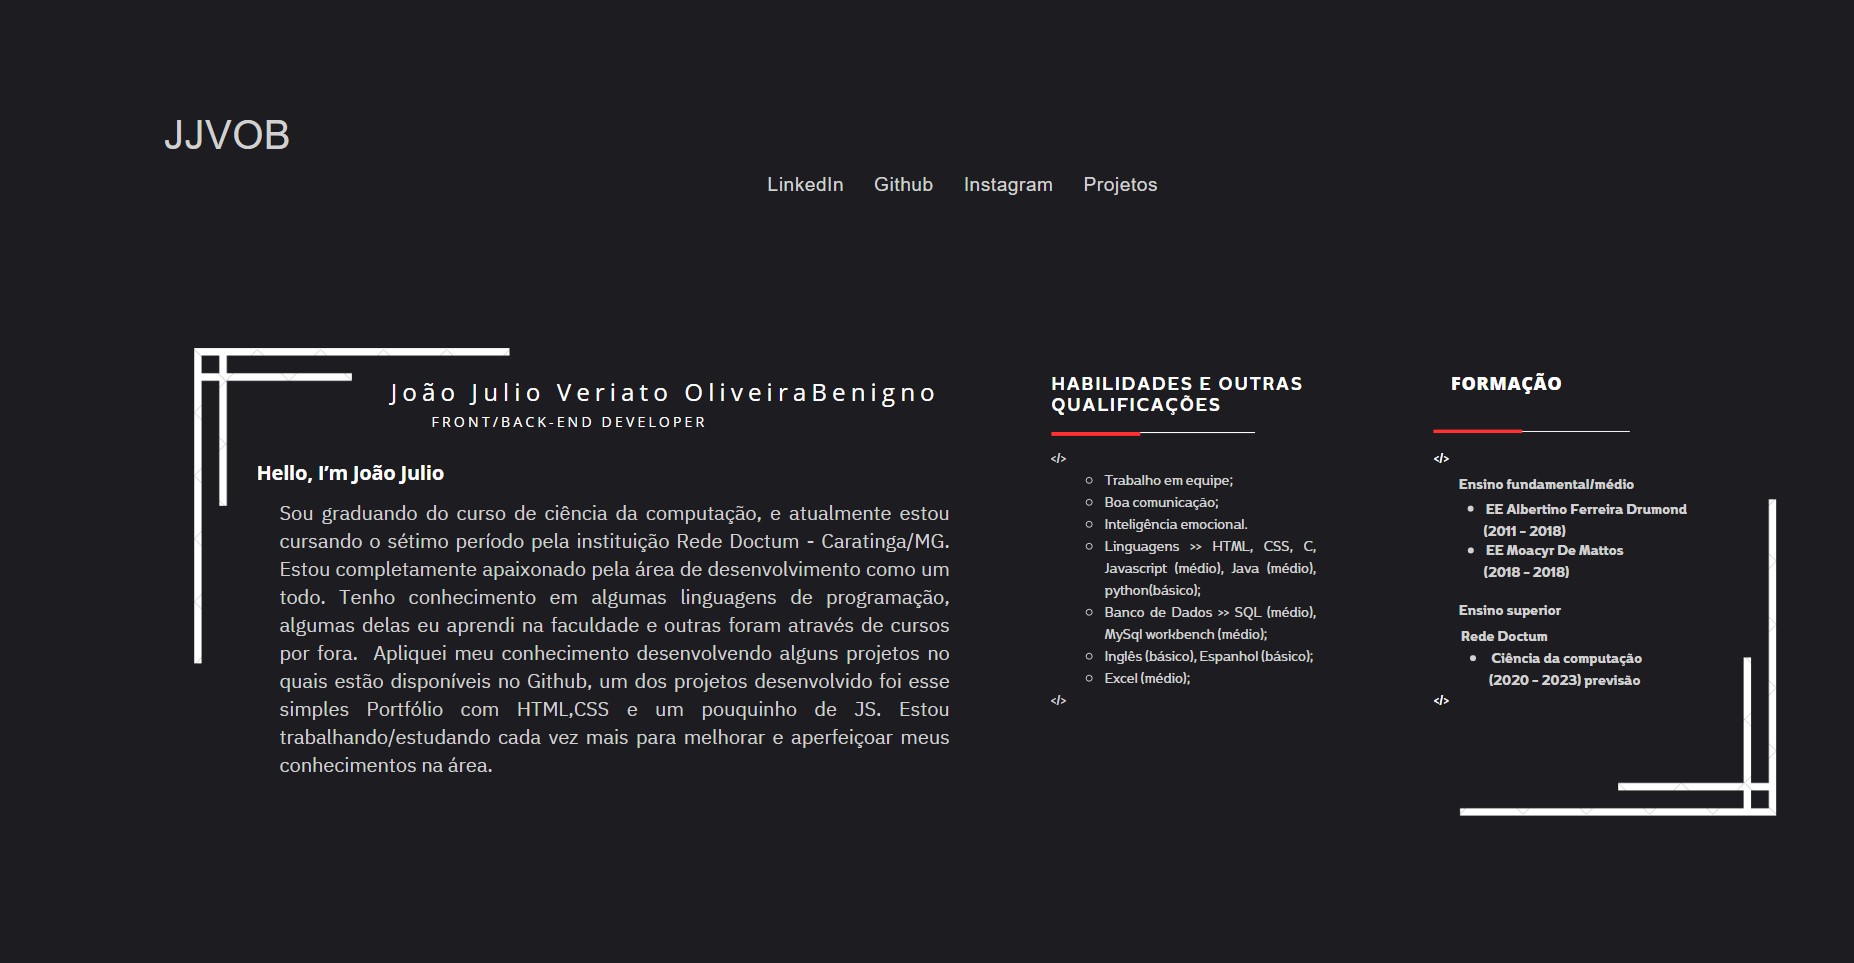 JJVOB
LinkedIn Github Instagram Projetos
João Julio Veriato OliveiraBenigno
FRONT/BACK-END DEVELOPER
Hello, I’m João Julio
Sou graduando do curso de ciência da computação, e atualmente estou
cursando o sétimo período pela instituição Rede Doctum - Caratinga/MG.
Estou completamente apaixonado pela área de desenvolvimento como um
todo. Tenho conhecimento em algumas linguagens de programação,
algumas delas eu aprendi na faculdade e outras foram através de cursos
por fora. Apliquei meu conhecimento desenvolvendo alguns projetos no
quais estão disponíveis no Github, um dos projetos desenvolvido foi esse
simples Portfólio com HTML,CSS e um pouquinho de JS. Estou
trabalhando/estudando cada vez mais para melhorar e aperfeiçoar meus
conhecimentos na área.
HABILIDADES E OUTRAS
QUALIFICAÇÕES
</>
Trabalho em equipe;
Boa comunicação;
Inteligência emocional.
Linguagens >> HTML, CSS, C,
Javascript (médio), Java (médio),
python(básico);
Banco de Dados >> SQL (médio),
MySql workbench (médio);
Inglês (básico), Espanhol (básico);
Excel (médio);
</>
FORMAÇÃO
</>
Ensino fundamental/médio
EE Albertino Ferreira Drumond
(2011 – 2018)
EE Moacyr De Mattos
(2018 – 2018)
Ensino superior
Rede Doctum
Ciência da computação
(2020 – 2023) previsão
</>